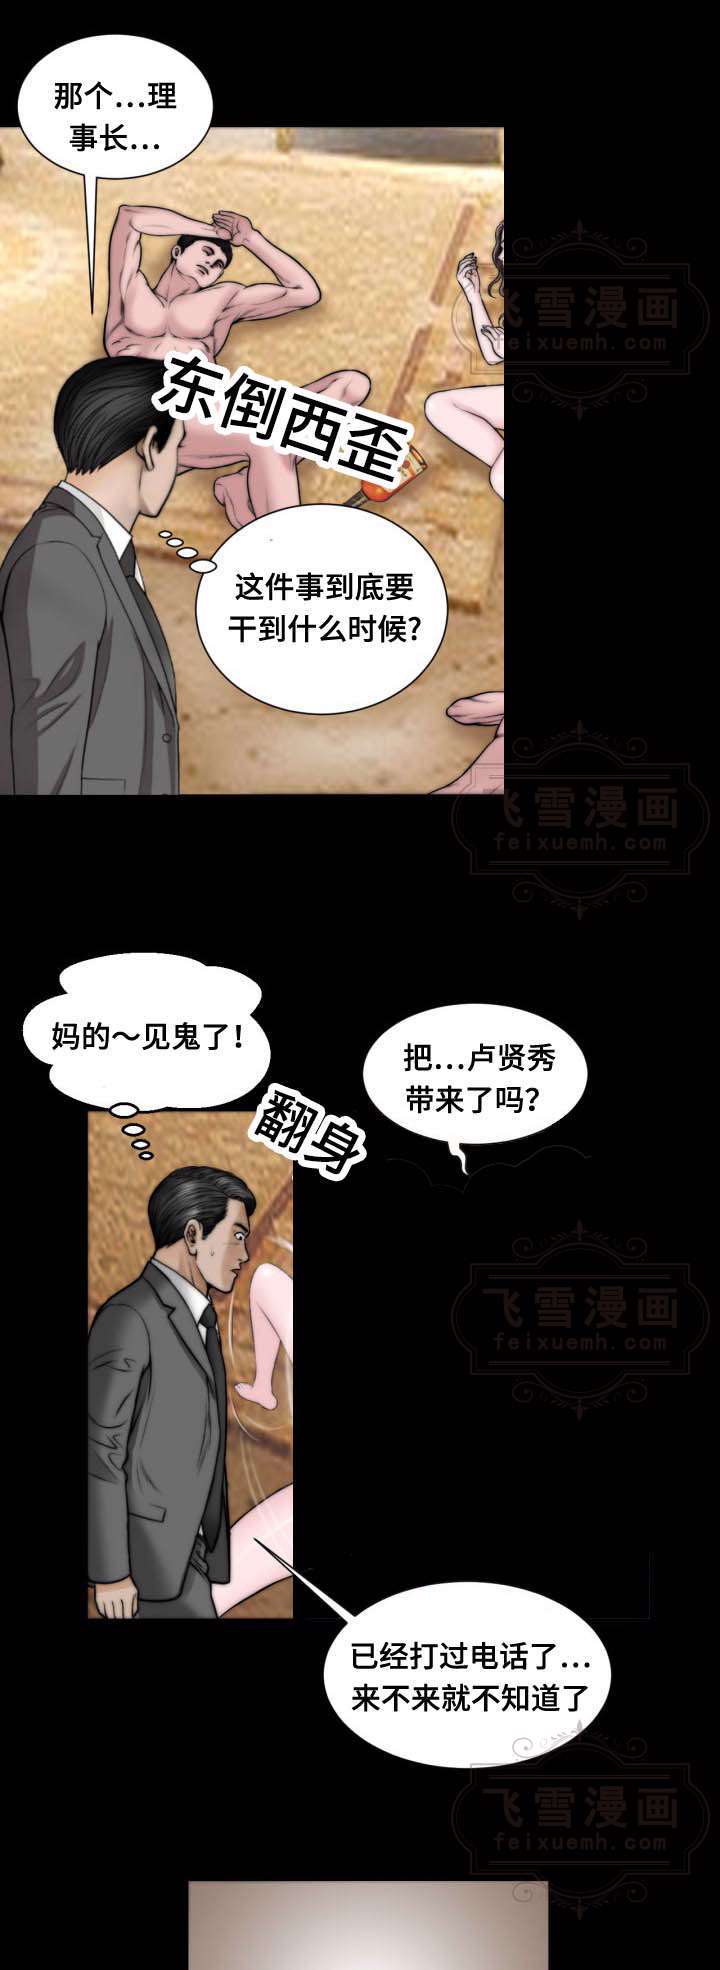 那个…理
事长…
飞雪漫画
feixuemh.com
东倒西歪
这件事到底要
干到什么时候?
飞雪漫画
feixuemh.com
妈的～见鬼了!
把…卢贤秀
带来了吗?
翻身
飞雪漫画
feixuemh.com
已经打过电话了…
来不来就不知道了
飞雪漫画
feixuemh.com